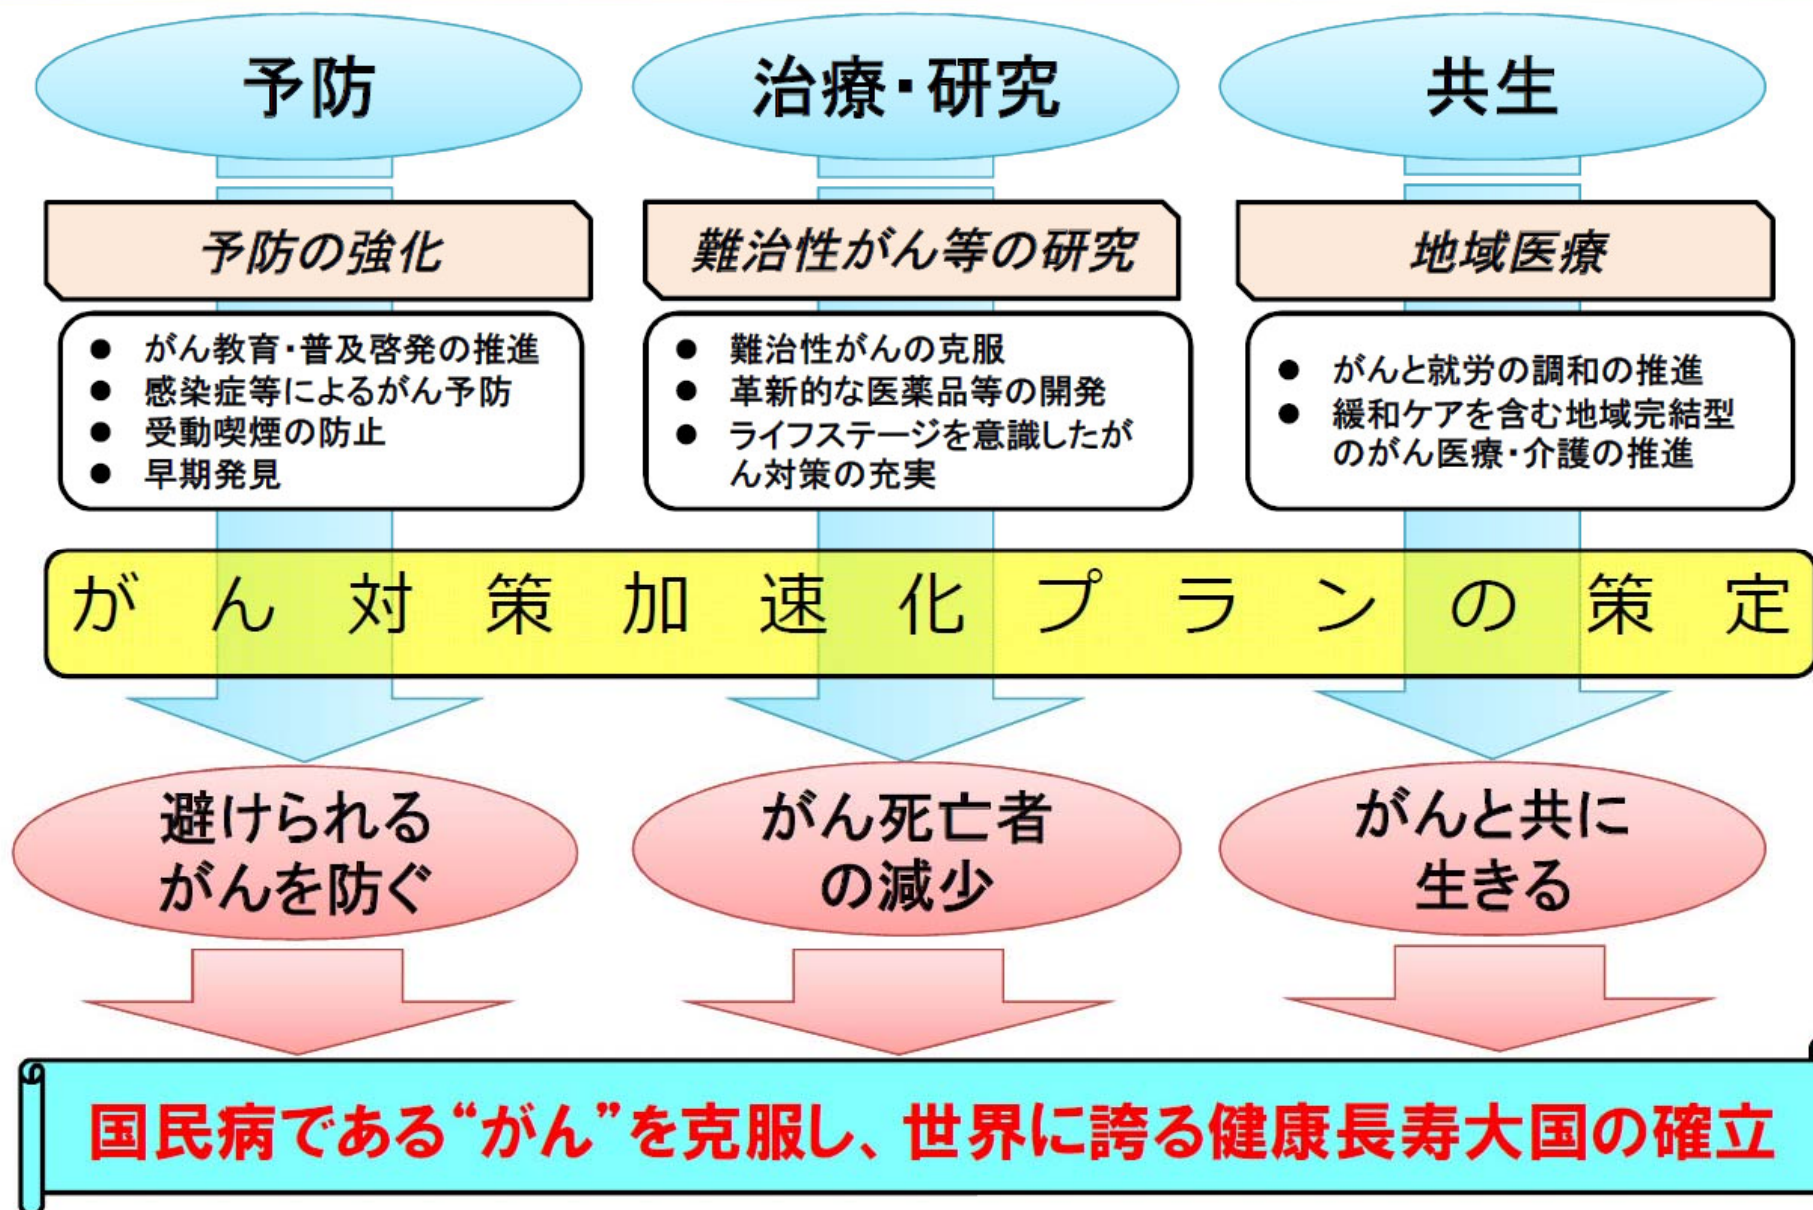 予防
治療・研究
共生
予防の強化
難治性がん等の研究
地域医療
● がん教育・普及啓発の推進
● 感染症等によるがん予防
● 受動喫煙の防止
● 早期発見
● 難治性がんの克服
● 革新的な医薬品等の開発
● ライフステージを意識したが
ん対策の充実
● がんと就労の調和の推進
● 緩和ケアを含む地域完結型
のがん医療・介護の推進
がん対策加速化プランの策定
避けられる
がんを防ぐ
がん死亡者
の減少
がんと共に
生きる
国民病である“がん”を克服し、世界に誇る健康長寿大国の確立